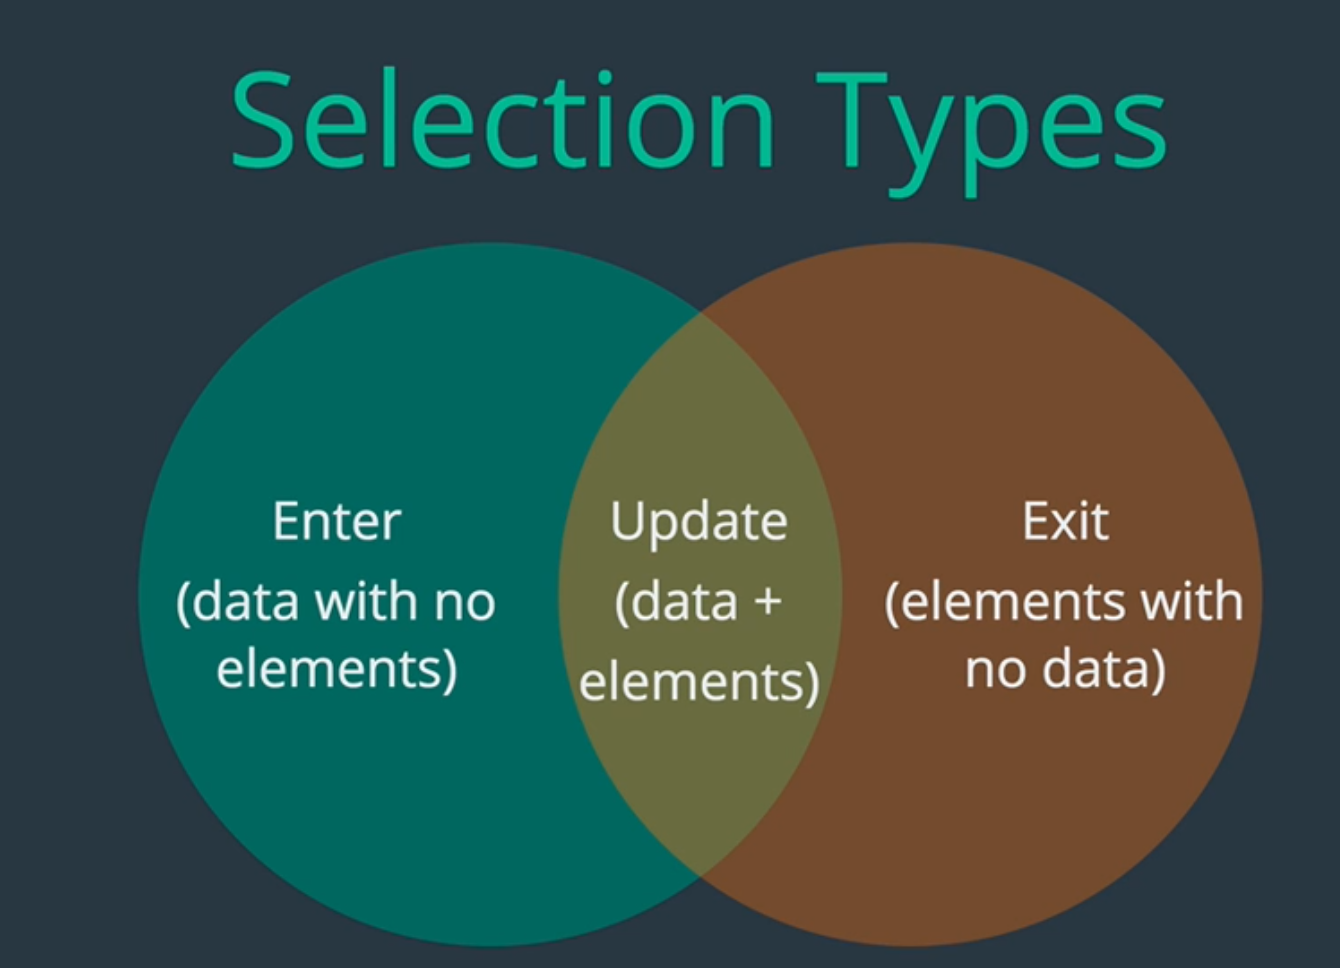 Selection Types
Enter
(data with no
elements)
Update
(data +
elements)
Exit
(elements with
no data)